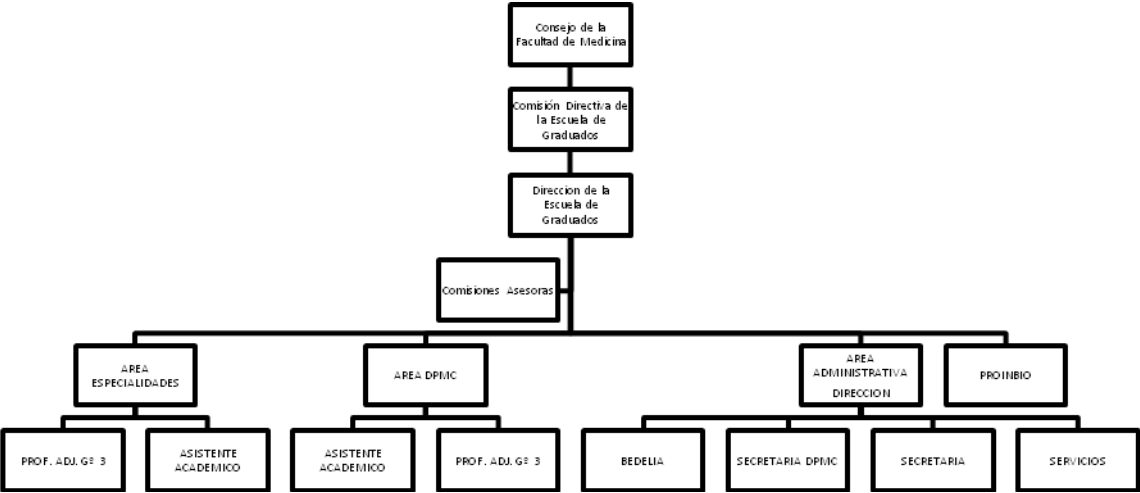 Consejo de la
Facultad de Medicina
Comisión Directiva de
la Escuela de
Graduados
Direccion de la
Escuela de
Graduados
Comisiones Asesoras
AREA
ESPECIALIDADES
AREA DPMC
AREA
ADMINISTRATIVA
DIRECCION
PROINBIO
PROF. ADJ. Gº 3
ASISTENTE
ACADEMICO
ASISTENTE
ACADEMICO
PROF. ADJ. Gº 3
BEDELIA
SECRETARIA DPMC
SECRETARIA
SERVICIOS